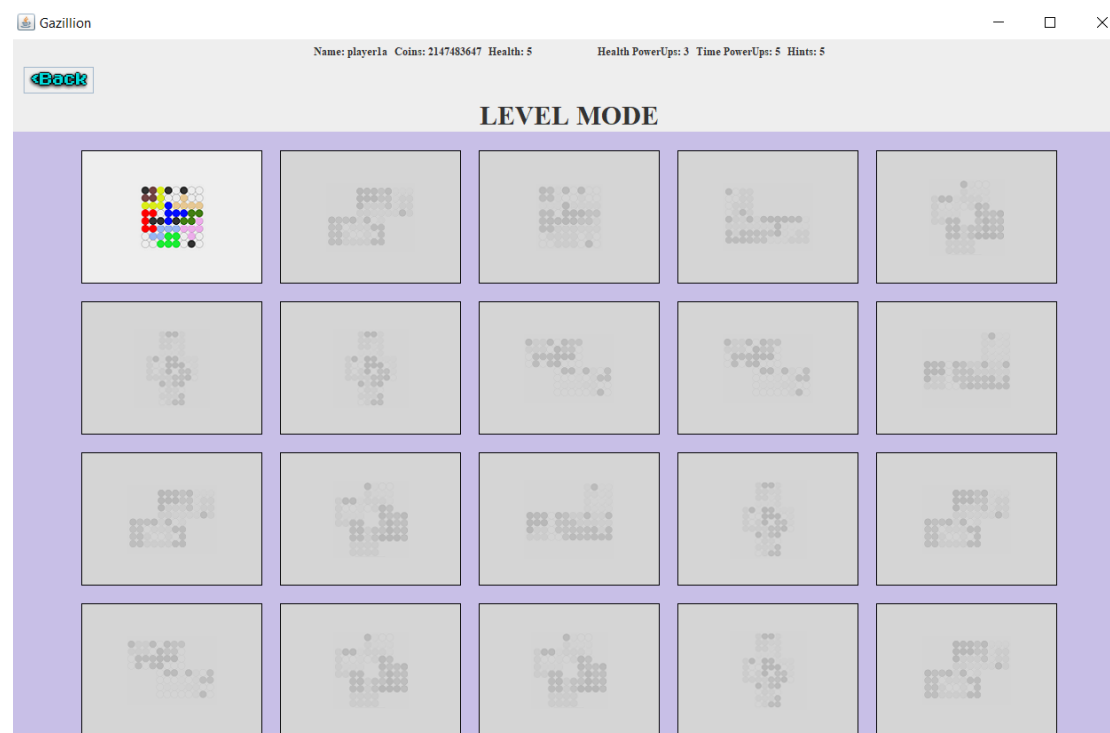 Gazillion
Name: player1a Coins: 2147483647 Health: 5 Health PowerUps: 3 Time PowerUps: 5 Hints: 5
<Back
LEVEL MODE